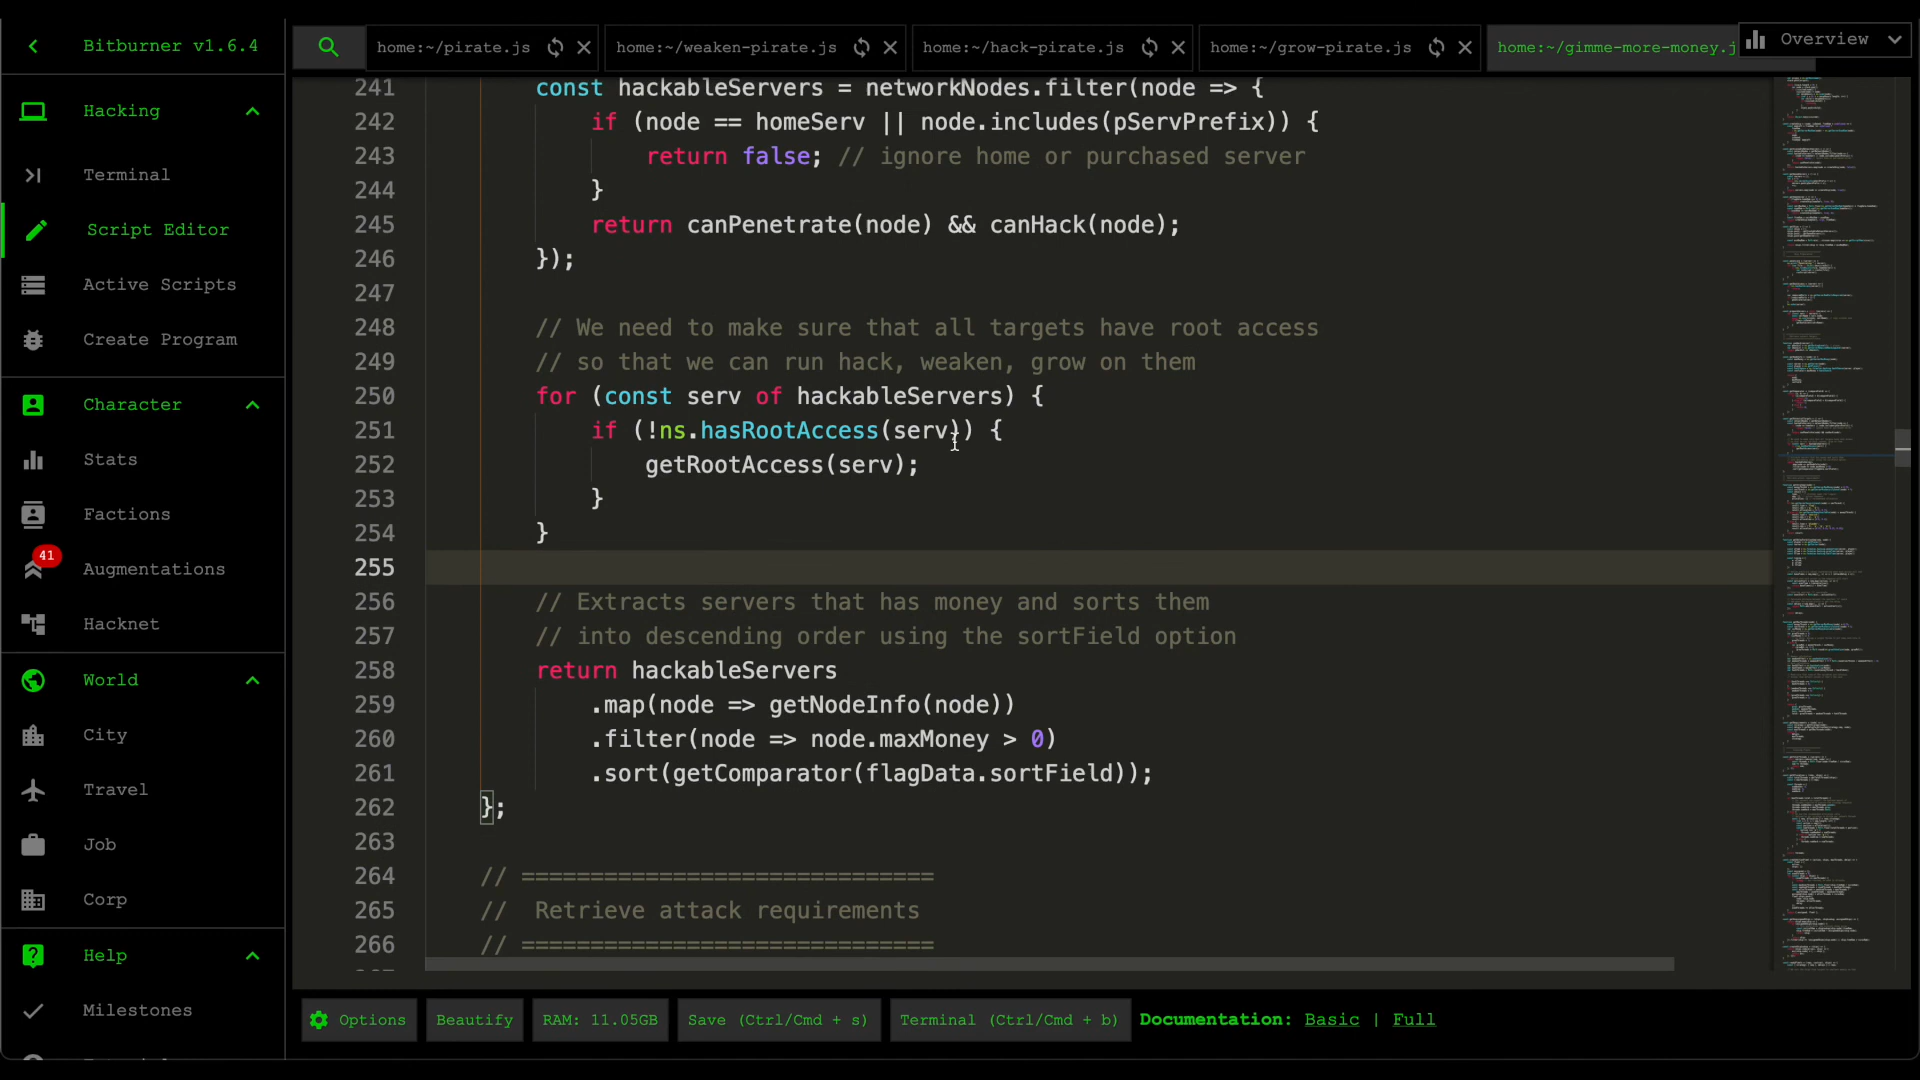 Bitburner v1.6.4
Hacking
Terminal
Script Editor
Active Scripts
Create Program
Character
Stats
Factions
41
Augmentations
Hacknet
World
City
Travel
Job
Corp
Help
Milestones
home:~/pirate.js
home:~/weaken-pirate.js
home:~/hack-pirate.js
home:~/grow-pirate.js
home:~/gimme-more-money.j
Overview
241 const hackableServers = networkNodes.filter(node => {
242 if (node == homeServ || node.includes(pServPrefix)) {
243 return false; // ignore home or purchased server
244 }
245 return canPenetrate(node) && canHack(node);
246 });
247
248 // We need to make sure that all targets have root access
249 // so that we can run hack, weaken, grow on them
250 for (const serv of hackableServers) {
251 if (!ns.hasRootAccess(serv)) {
252 getRootAccess(serv);
253 }
254 }
255
256 // Extracts servers that has money and sorts them
257 // into descending order using the sortField option
258 return hackableServers
259 .map(node => getNodeInfo(node))
260 .filter(node => node.maxMoney > 0)
261 .sort(getComparator(flagData.sortField));
262 };
263
264 // ==============================
265 // Retrieve attack requirements
266 // ==============================
Options
Beautify
RAM: 11.05GB
Save (Ctrl/Cmd + s)
Terminal (Ctrl/Cmd + b)
Documentation: Basic | Full